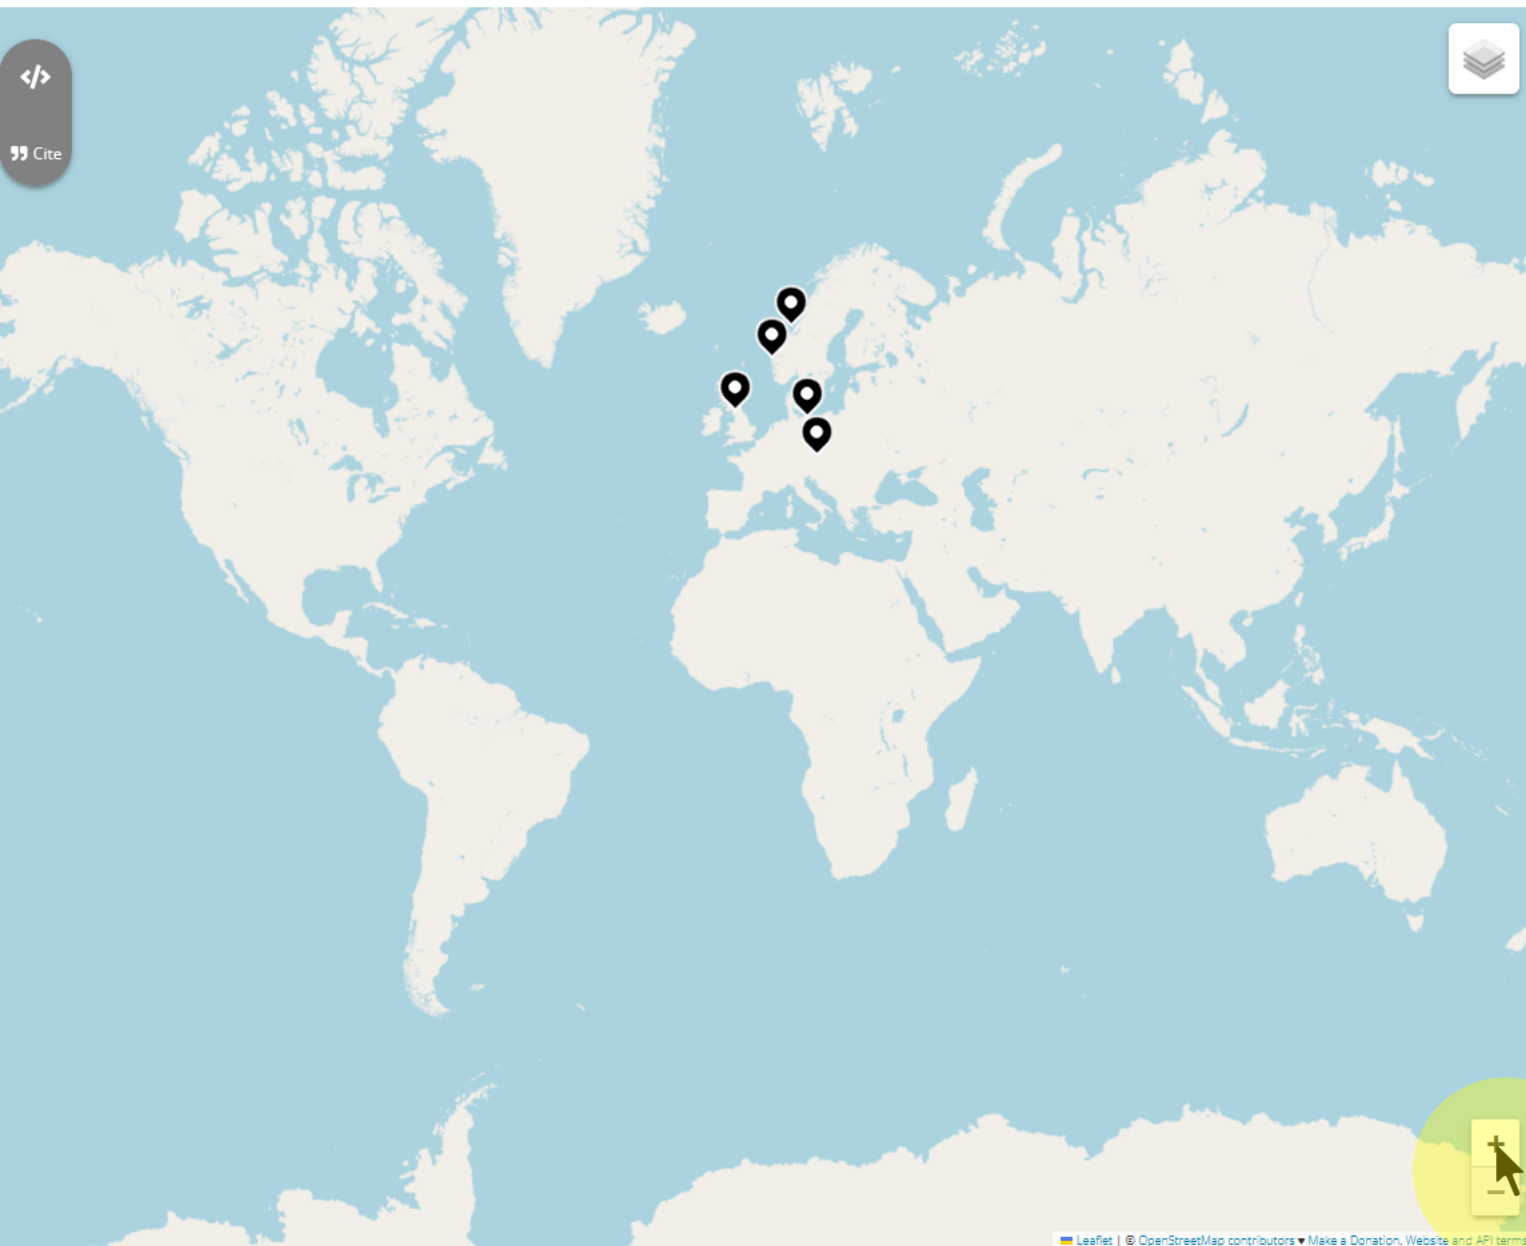 </>
Cite
+
−
Leaflet | © OpenStreetMap contributors ♥ Make a Donation. Website and API terms